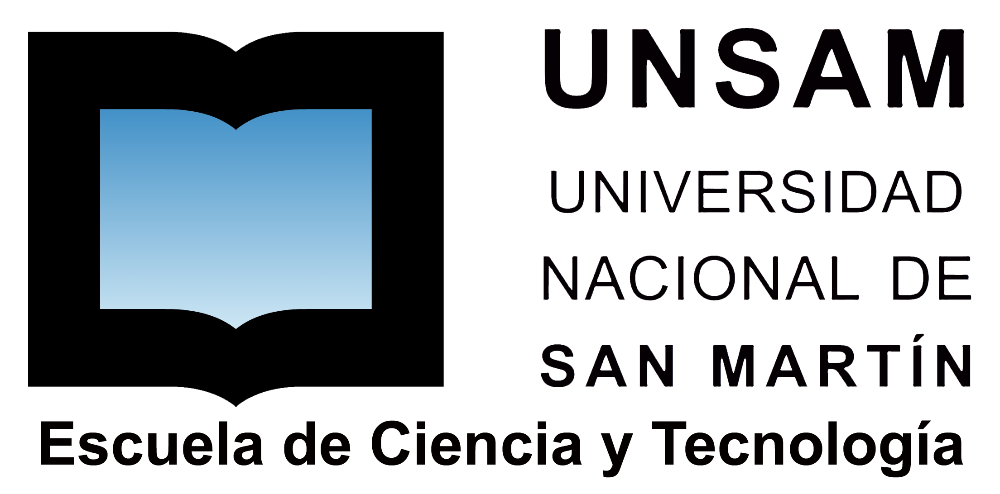 UNSAM
UNIVERSIDAD
NACIONAL DE
SAN MARTÍN
Escuela de Ciencia y Tecnología